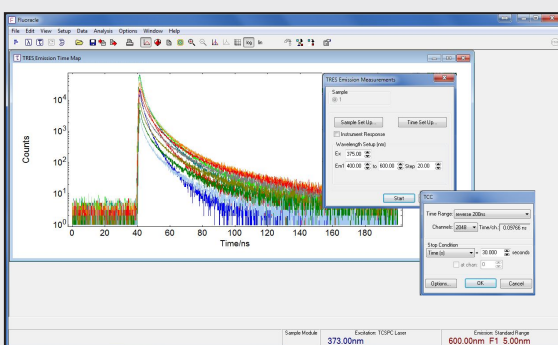 Fluoracle
File Edit View Setup Data Analysis Options Window Help
TRES Emission Time Map
Counts
10⁴
10³
10²
10¹
10⁰
20 40 60 80 100 120 140 160 180
Time/ns
TRES Emission Measurements
Sample
1
Sample Set Up... Time Set Up...
Instrument Response
Wavelength Setup (nm)
Ex 375.00
Em1 400.00 to 600.00 Step 20.00
Start
TCC
Time Range: reverse 200ns
Channels: 2048 Time/ch: 0.09766 ns
Stop Condition
Time (s) = 30.000 seconds
at chan: 0
Options... OK Cancel
Sample Module Excitation: TCSPC Laser Emission: Standard Range
373.00nm 600.00nm F1 5.00nm